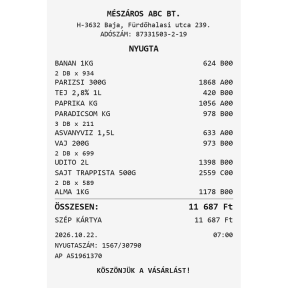 MÉSZÁROS ABC BT.
H-3632 Baja, Fürdőhalasi utca 239.
ADÓSZÁM: 87331503-2-19
NYUGTA
BANAN 1KG 624 B00
2 DB x 934
PARIZSI 300G 1868 A00
TEJ 2,8% 1L 420 B00
PAPRIKA KG 1056 A00
PARADICSOM KG 978 B00
3 DB x 211
ASVANYVIZ 1,5L 633 A00
VAJ 200G 973 B00
2 DB x 699
UDITO 2L 1398 B00
SAJT TRAPPISTA 500G 2559 C00
2 DB x 589
ALMA 1KG 1178 B00
ÖSSZESEN: 11 687 Ft
SZÉP KÁRTYA 11 687 Ft
2026.10.22. 07:00
NYUGTASZÁM: 1567/30790
AP A51961370
KÖSZÖNJÜK A VÁSÁRLÁST!